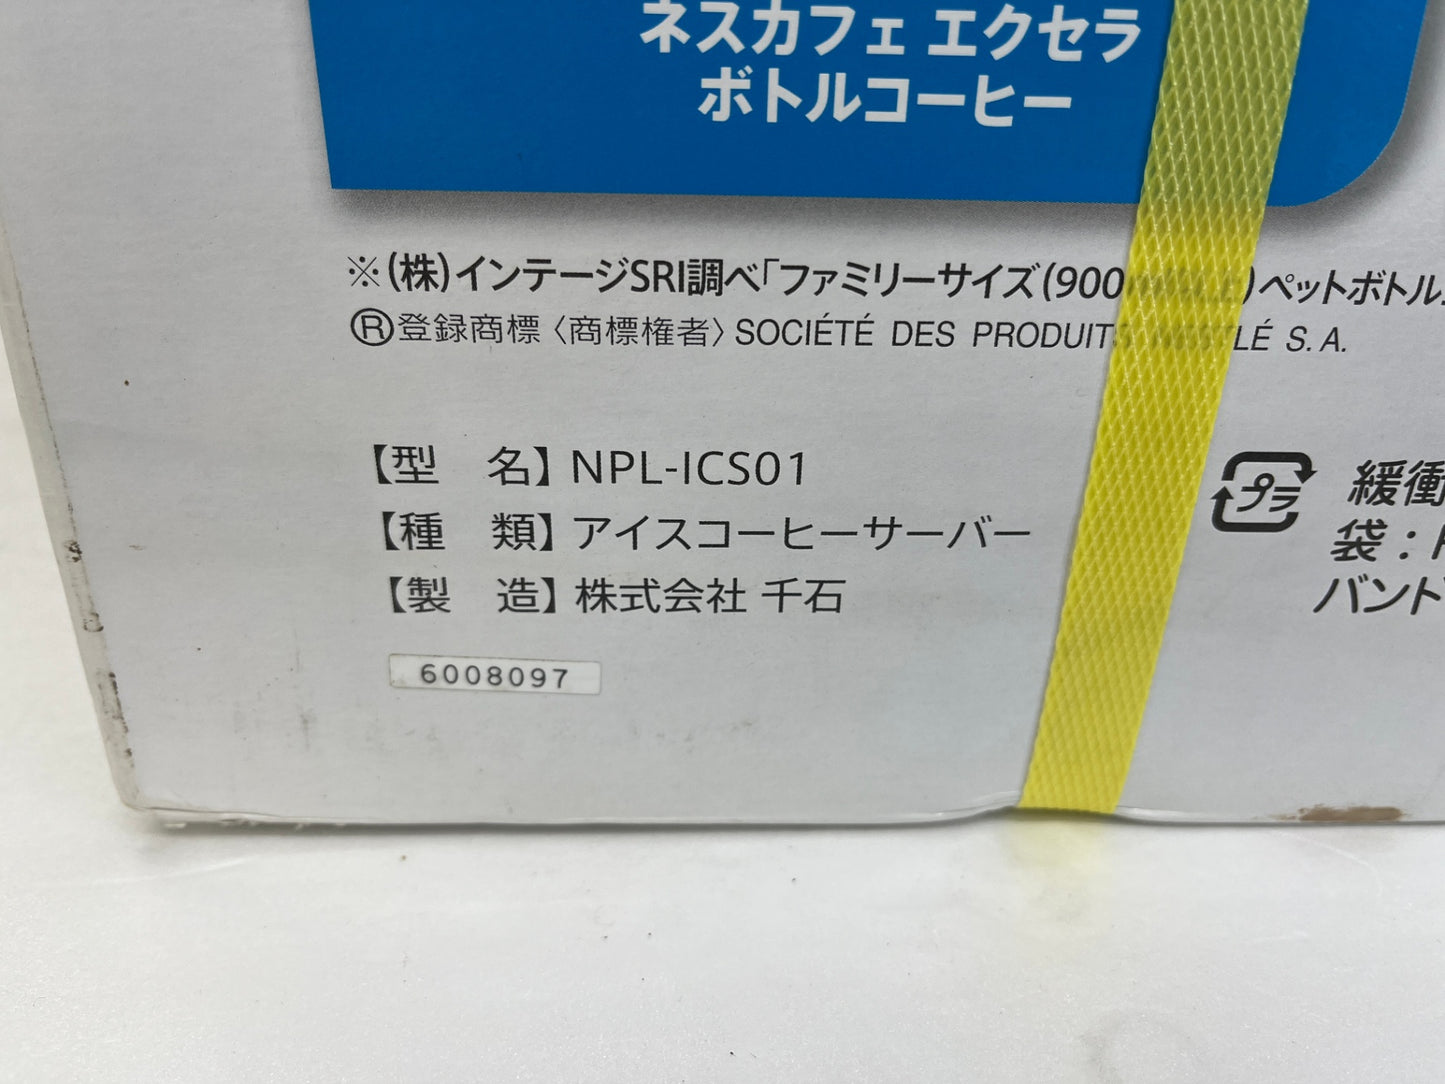 ネスカフェ エクセラ
ボトルコーヒー
※(株)インテージSRI調べ「ファミリーサイズ(900 )ペットボトル
®登録商標〈商標権者〉SOCIÉTÉ DES PRODUITS NESTLÉ S.A.
【型 名】NPL-ICS01
【種 類】アイスコーヒーサーバー
【製 造】株式会社 千石
6008097
プラ
緩衝
袋：
バンド